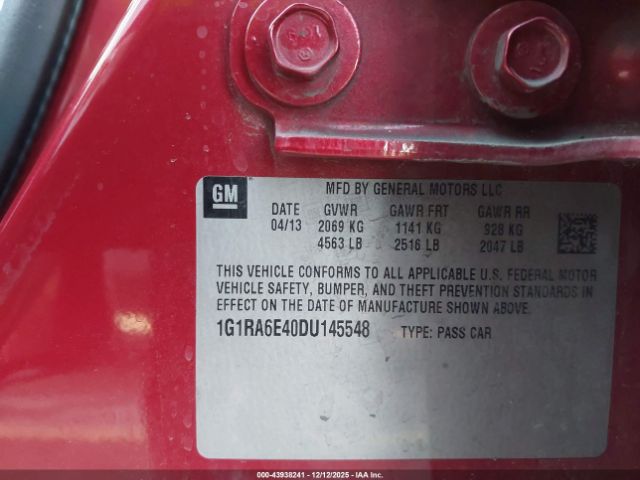 GM
MFD BY GENERAL MOTORS LLC
DATE GVWR GAWR FRT GAWR RR
04/13 2069 KG 1141 KG 928 KG
4563 LB 2516 LB 2047 LB
THIS VEHICLE CONFORMS TO ALL APPLICABLE U.S. FEDERAL MOTOR
VEHICLE SAFETY, BUMPER, AND THEFT PREVENTION STANDARDS IN
EFFECT ON THE DATE OF MANUFACTURE SHOWN ABOVE.
1G1RA6E40DU145548 TYPE: PASS CAR
000-43938241 - 12/12/2025 - IAAI.COM